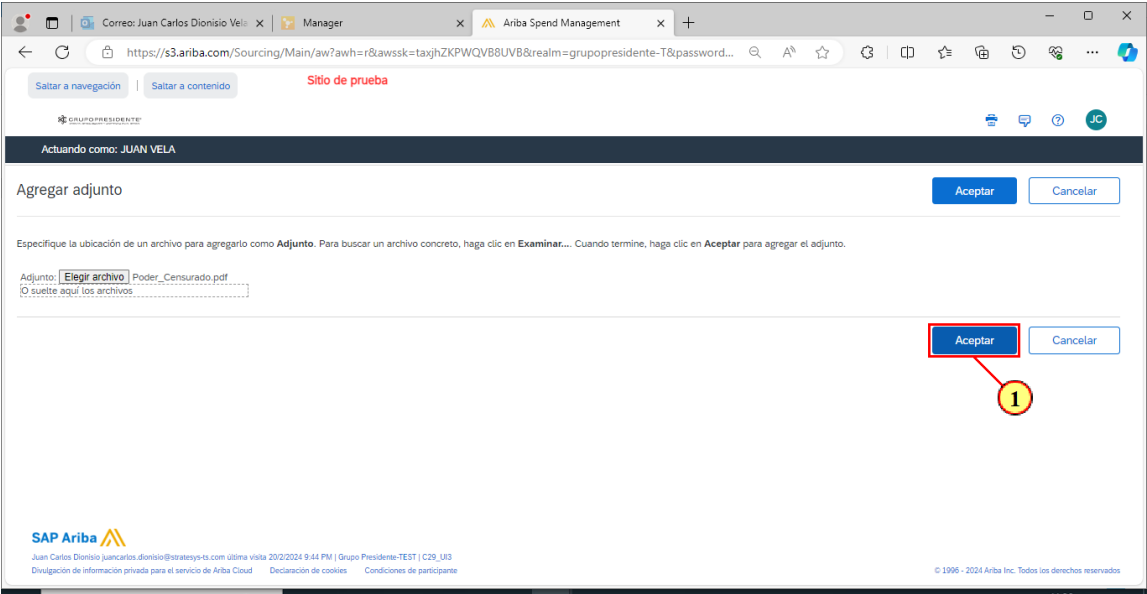 Correo: Juan Carlos Dionisio Vela
Manager
Ariba Spend Management
https://s3.ariba.com/Sourcing/Main/aw?awh=r&awssk=taxjhZKPWQVB8UVB&realm=grupopresidente-T&password...
Saltar a navegación
Saltar a contenido
Sitio de prueba
GRUPOPRESIDENTE
JC
Actuando como: JUAN VELA
Agregar adjunto
Aceptar
Cancelar
Especifique la ubicación de un archivo para agregarlo como Adjunto. Para buscar un archivo concreto, haga clic en Examinar.... Cuando termine, haga clic en Aceptar para agregar el adjunto.
Adjunto: Elegir archivo Poder_Censurado.pdf
O suelte aquí los archivos
Aceptar
Cancelar
1
SAP Ariba
Juan Carlos Dionisio juancarlos.dionisio@stratesys-ts.com última visita 20/2/2024 9:44 PM | Grupo Presidente-TEST | C29_UI3
Divulgación de información privada para el servicio de Ariba Cloud Declaración de cookies Condiciones de participante
© 1996 - 2024 Ariba Inc. Todos los derechos reservados